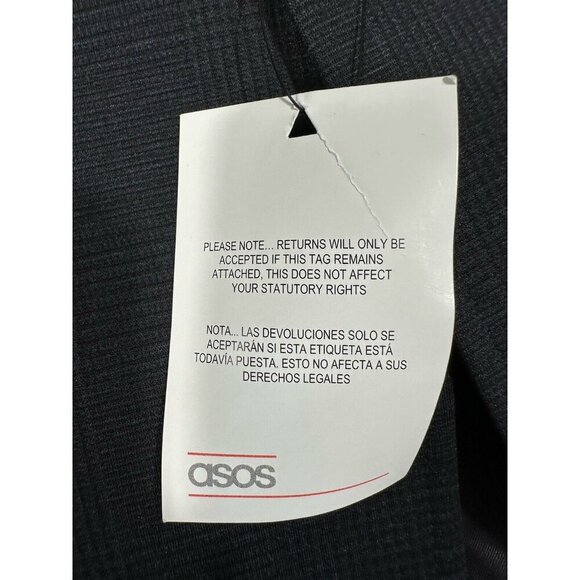 PLEASE NOTE... RETURNS WILL ONLY BE
ACCEPTED IF THIS TAG REMAINS
ATTACHED, THIS DOES NOT AFFECT
YOUR STATUTORY RIGHTS
NOTA... LAS DEVOLUCIONES SOLO SE
ACEPTARÁN SI ESTA ETIQUETA ESTÁ
TODAVÍA PUESTA. ESTO NO AFECTA A SUS
DERECHOS LEGALES
asos